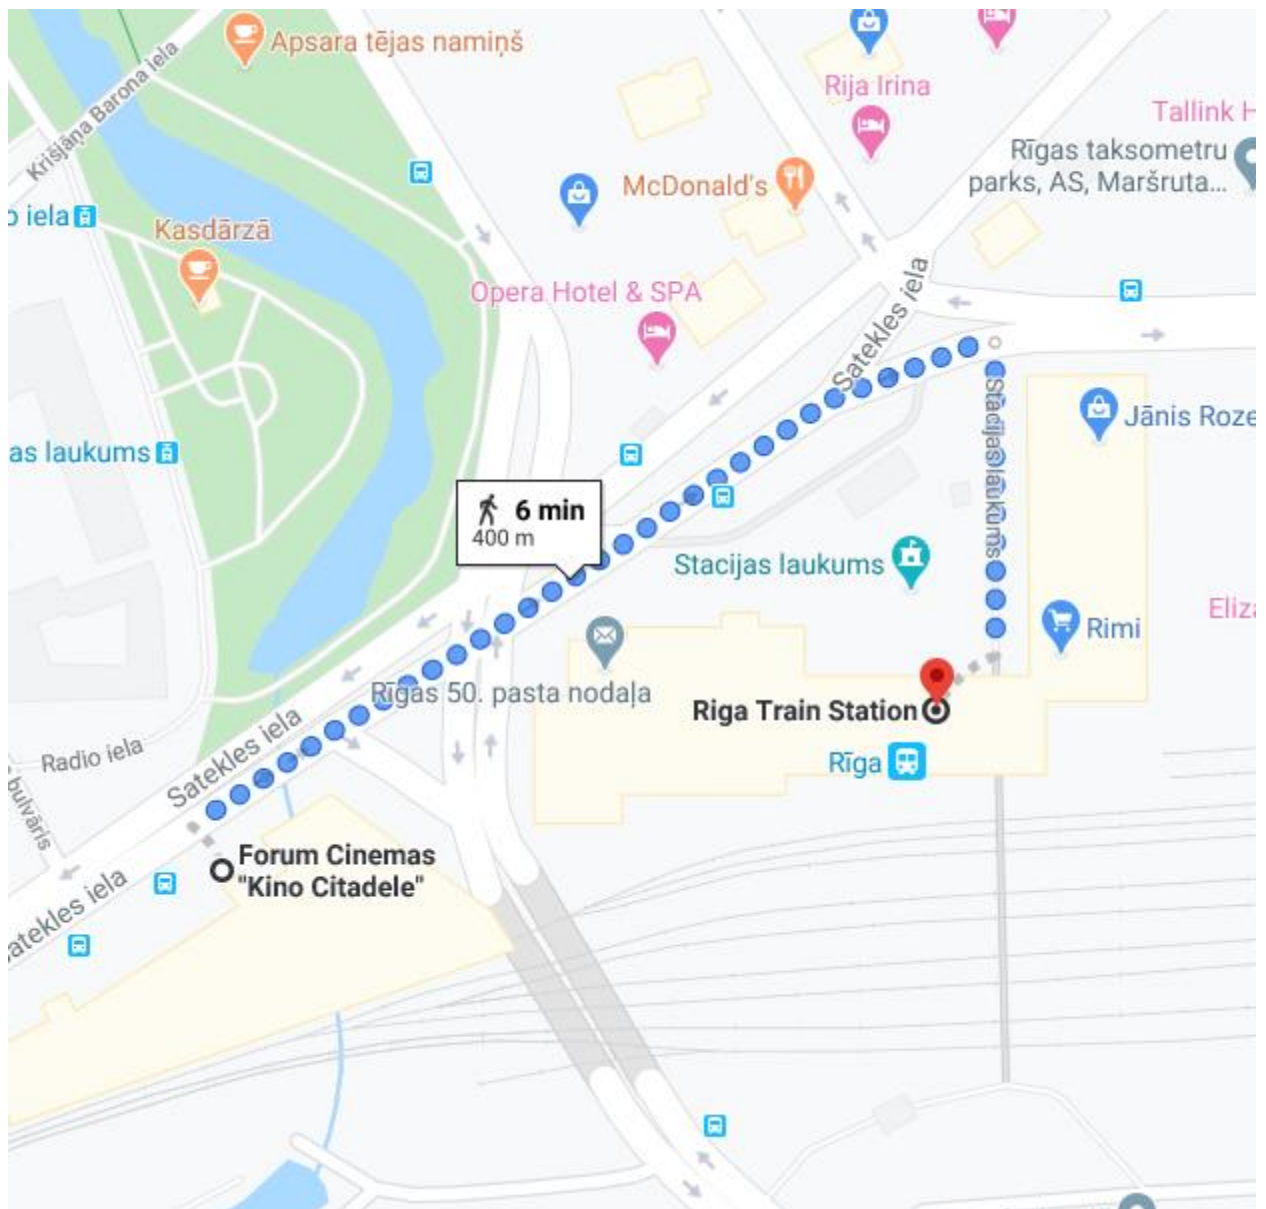 Apsara tējas namiņš
Krišjāņa Barona iela
Rija Irina
Tallink H
Rīgas taksometru
parks, AS, Maršruta...
McDonald's
o iela
Kasdārzā
Opera Hotel & SPA
Satekles iela
Stacijas laukums
Jānis Roze
as laukums
6 min
400 m
Stacijas laukums
Eliza
Rimi
Rīgas 50. pasta nodaļa
Riga Train Station
Rīga
Radio iela
Satekles iela
bulvāris
Forum Cinemas
"Kino Citadele"
atekles iela